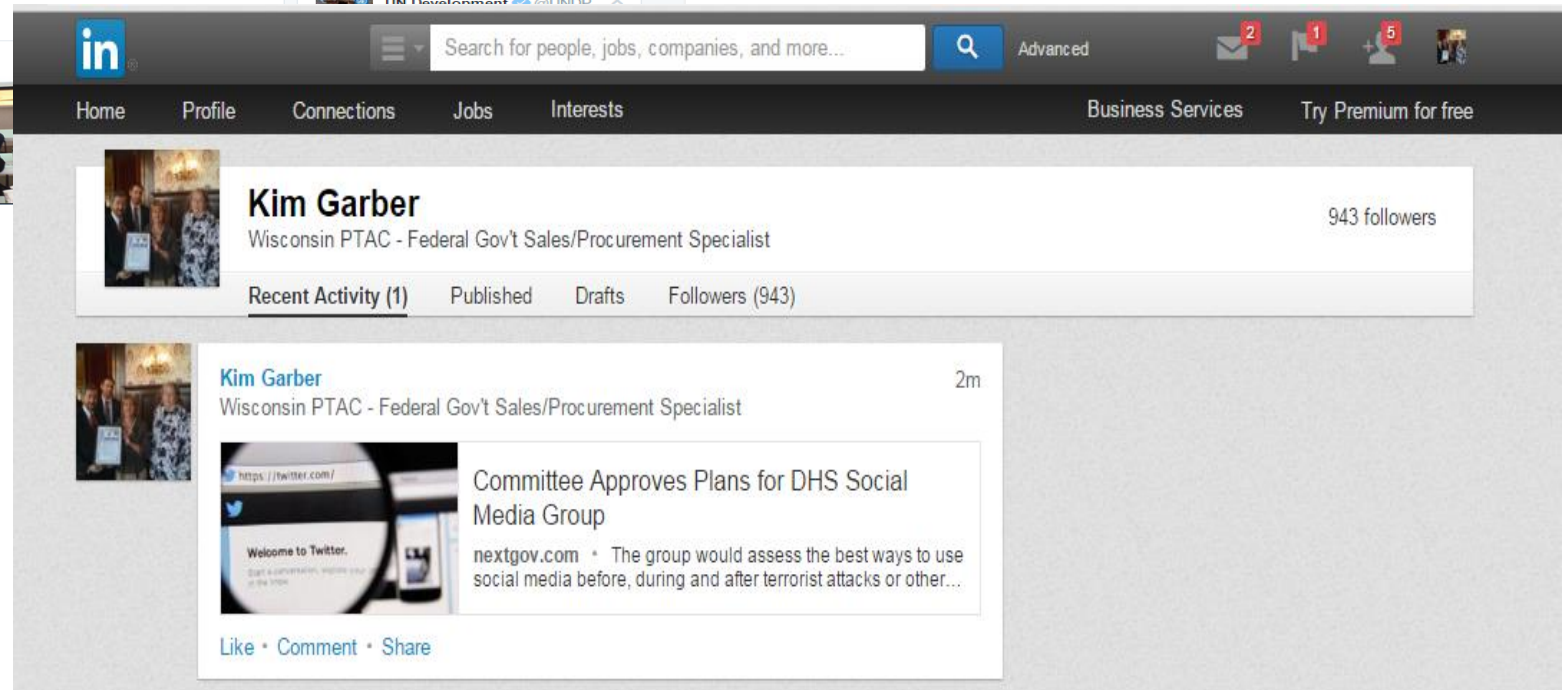 UN Development @UNDP
in
Search for people, jobs, companies, and more...
Advanced
2
1
5
Home Profile Connections Jobs Interests Business Services Try Premium for free
Kim Garber
943 followers
Wisconsin PTAC - Federal Gov't Sales/Procurement Specialist
Recent Activity (1) Published Drafts Followers (943)
Kim Garber
2m
Wisconsin PTAC - Federal Gov't Sales/Procurement Specialist
https://twitter.com/
Welcome to Twitter.
Committee Approves Plans for DHS Social
Media Group
nextgov.com • The group would assess the best ways to use
social media before, during and after terrorist attacks or other...
Like • Comment • Share